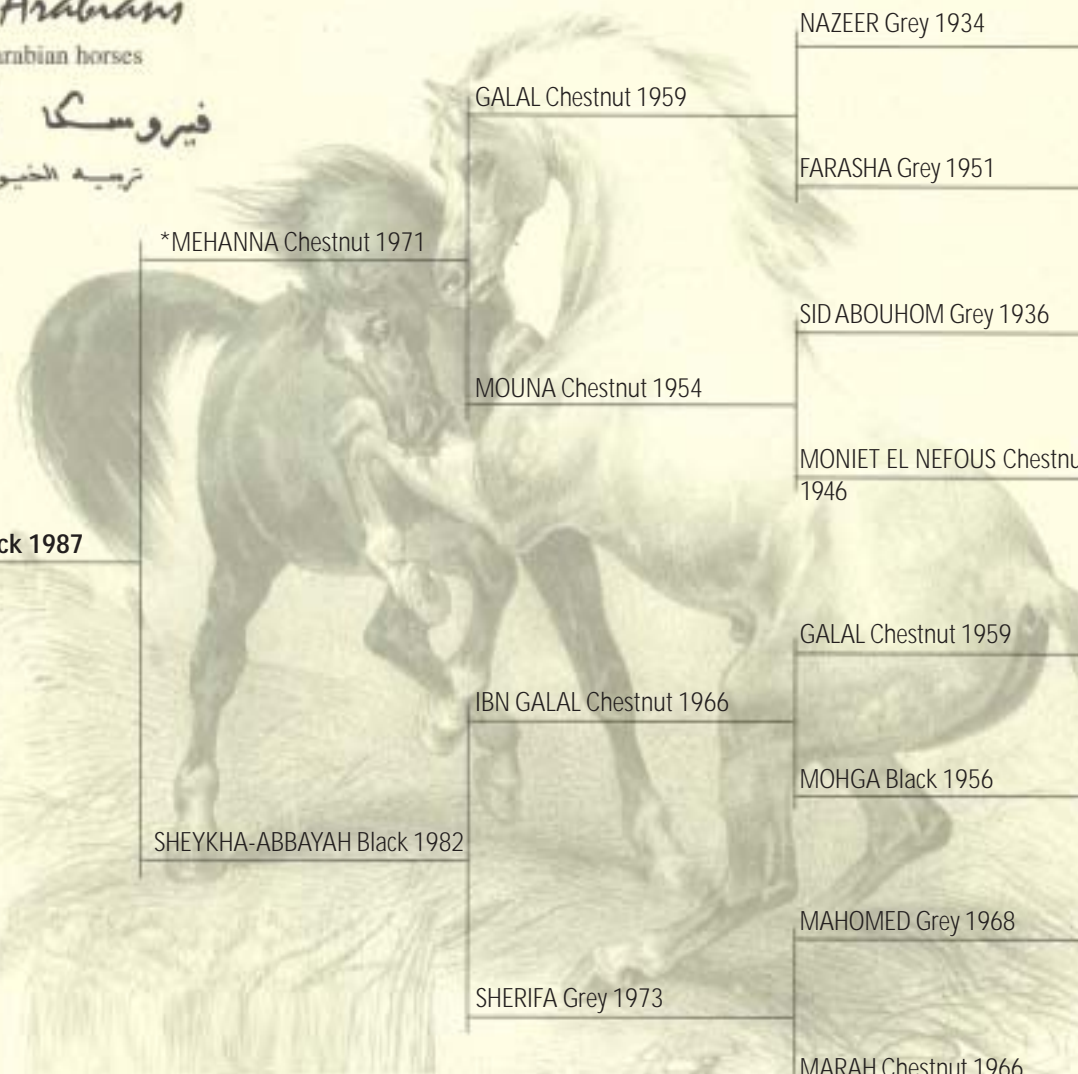 Arabians
arabian horses
فيروسكا
تربيه
NAZEER Grey 1934
GALAL Chestnut 1959
FARASHA Grey 1951
*MEHANNA Chestnut 1971
SID ABOUHOM Grey 1936
MOUNA Chestnut 1954
MONIET EL NEFOUS
1946
1987
GALAL Chestnut 1959
IBN GALAL Chestnut 1966
MOHGA Black 1956
SHEYKHA-ABBAYAH Black 1982
MAHOMED Grey 1968
SHERIFA Grey 1973
MARAH Chestnut 1966